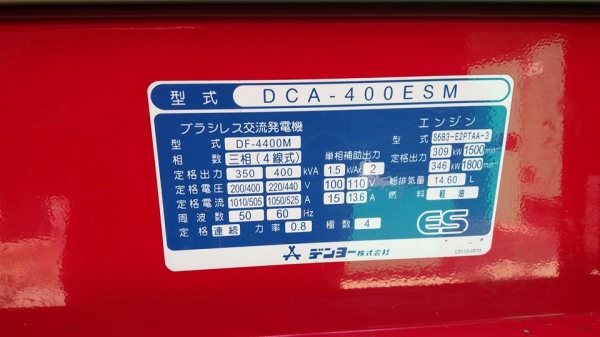 型式 DCA-400ESM
ブラシレス交流発電機
型式 DF-4400M
相数 三相(4線式)
定格出力 350 400 kVA
定格電圧 200/400 220/440 V
定格電流 1010/505 1050/525 A
周波数 50 60 Hz
定格 連続 力率 0.8 極数 4
単相補助出力
1.5 kVA 2
100 110 V
15 13.6 A
エンジン
型式 S6B3-E2PTAA-3
定格出力 309 kW 1500 min⁻¹
346 kW 1800 min⁻¹
総排気量 14.60 L
燃料 軽油
ES
デンヨー株式会社